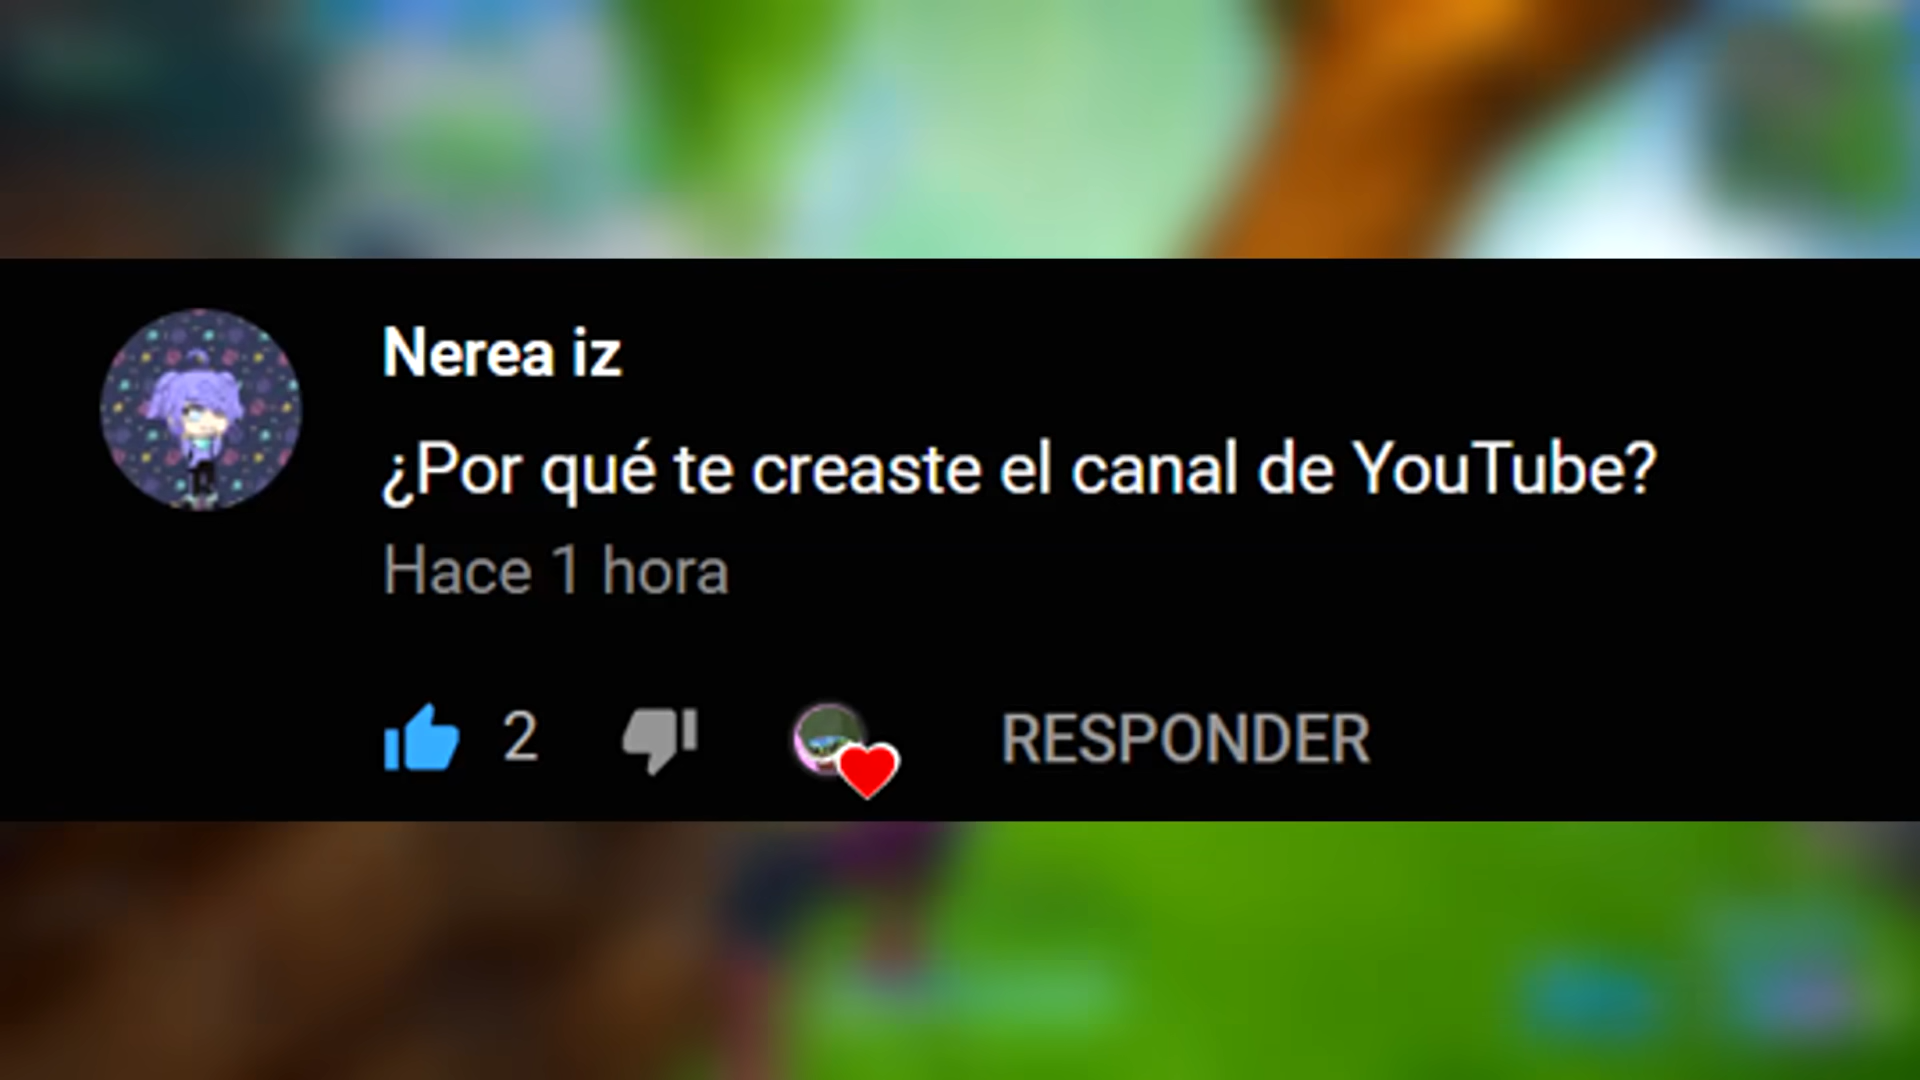 Nerea iz
¿Por qué te creaste el canal de YouTube?
Hace 1 hora
2
RESPONDER